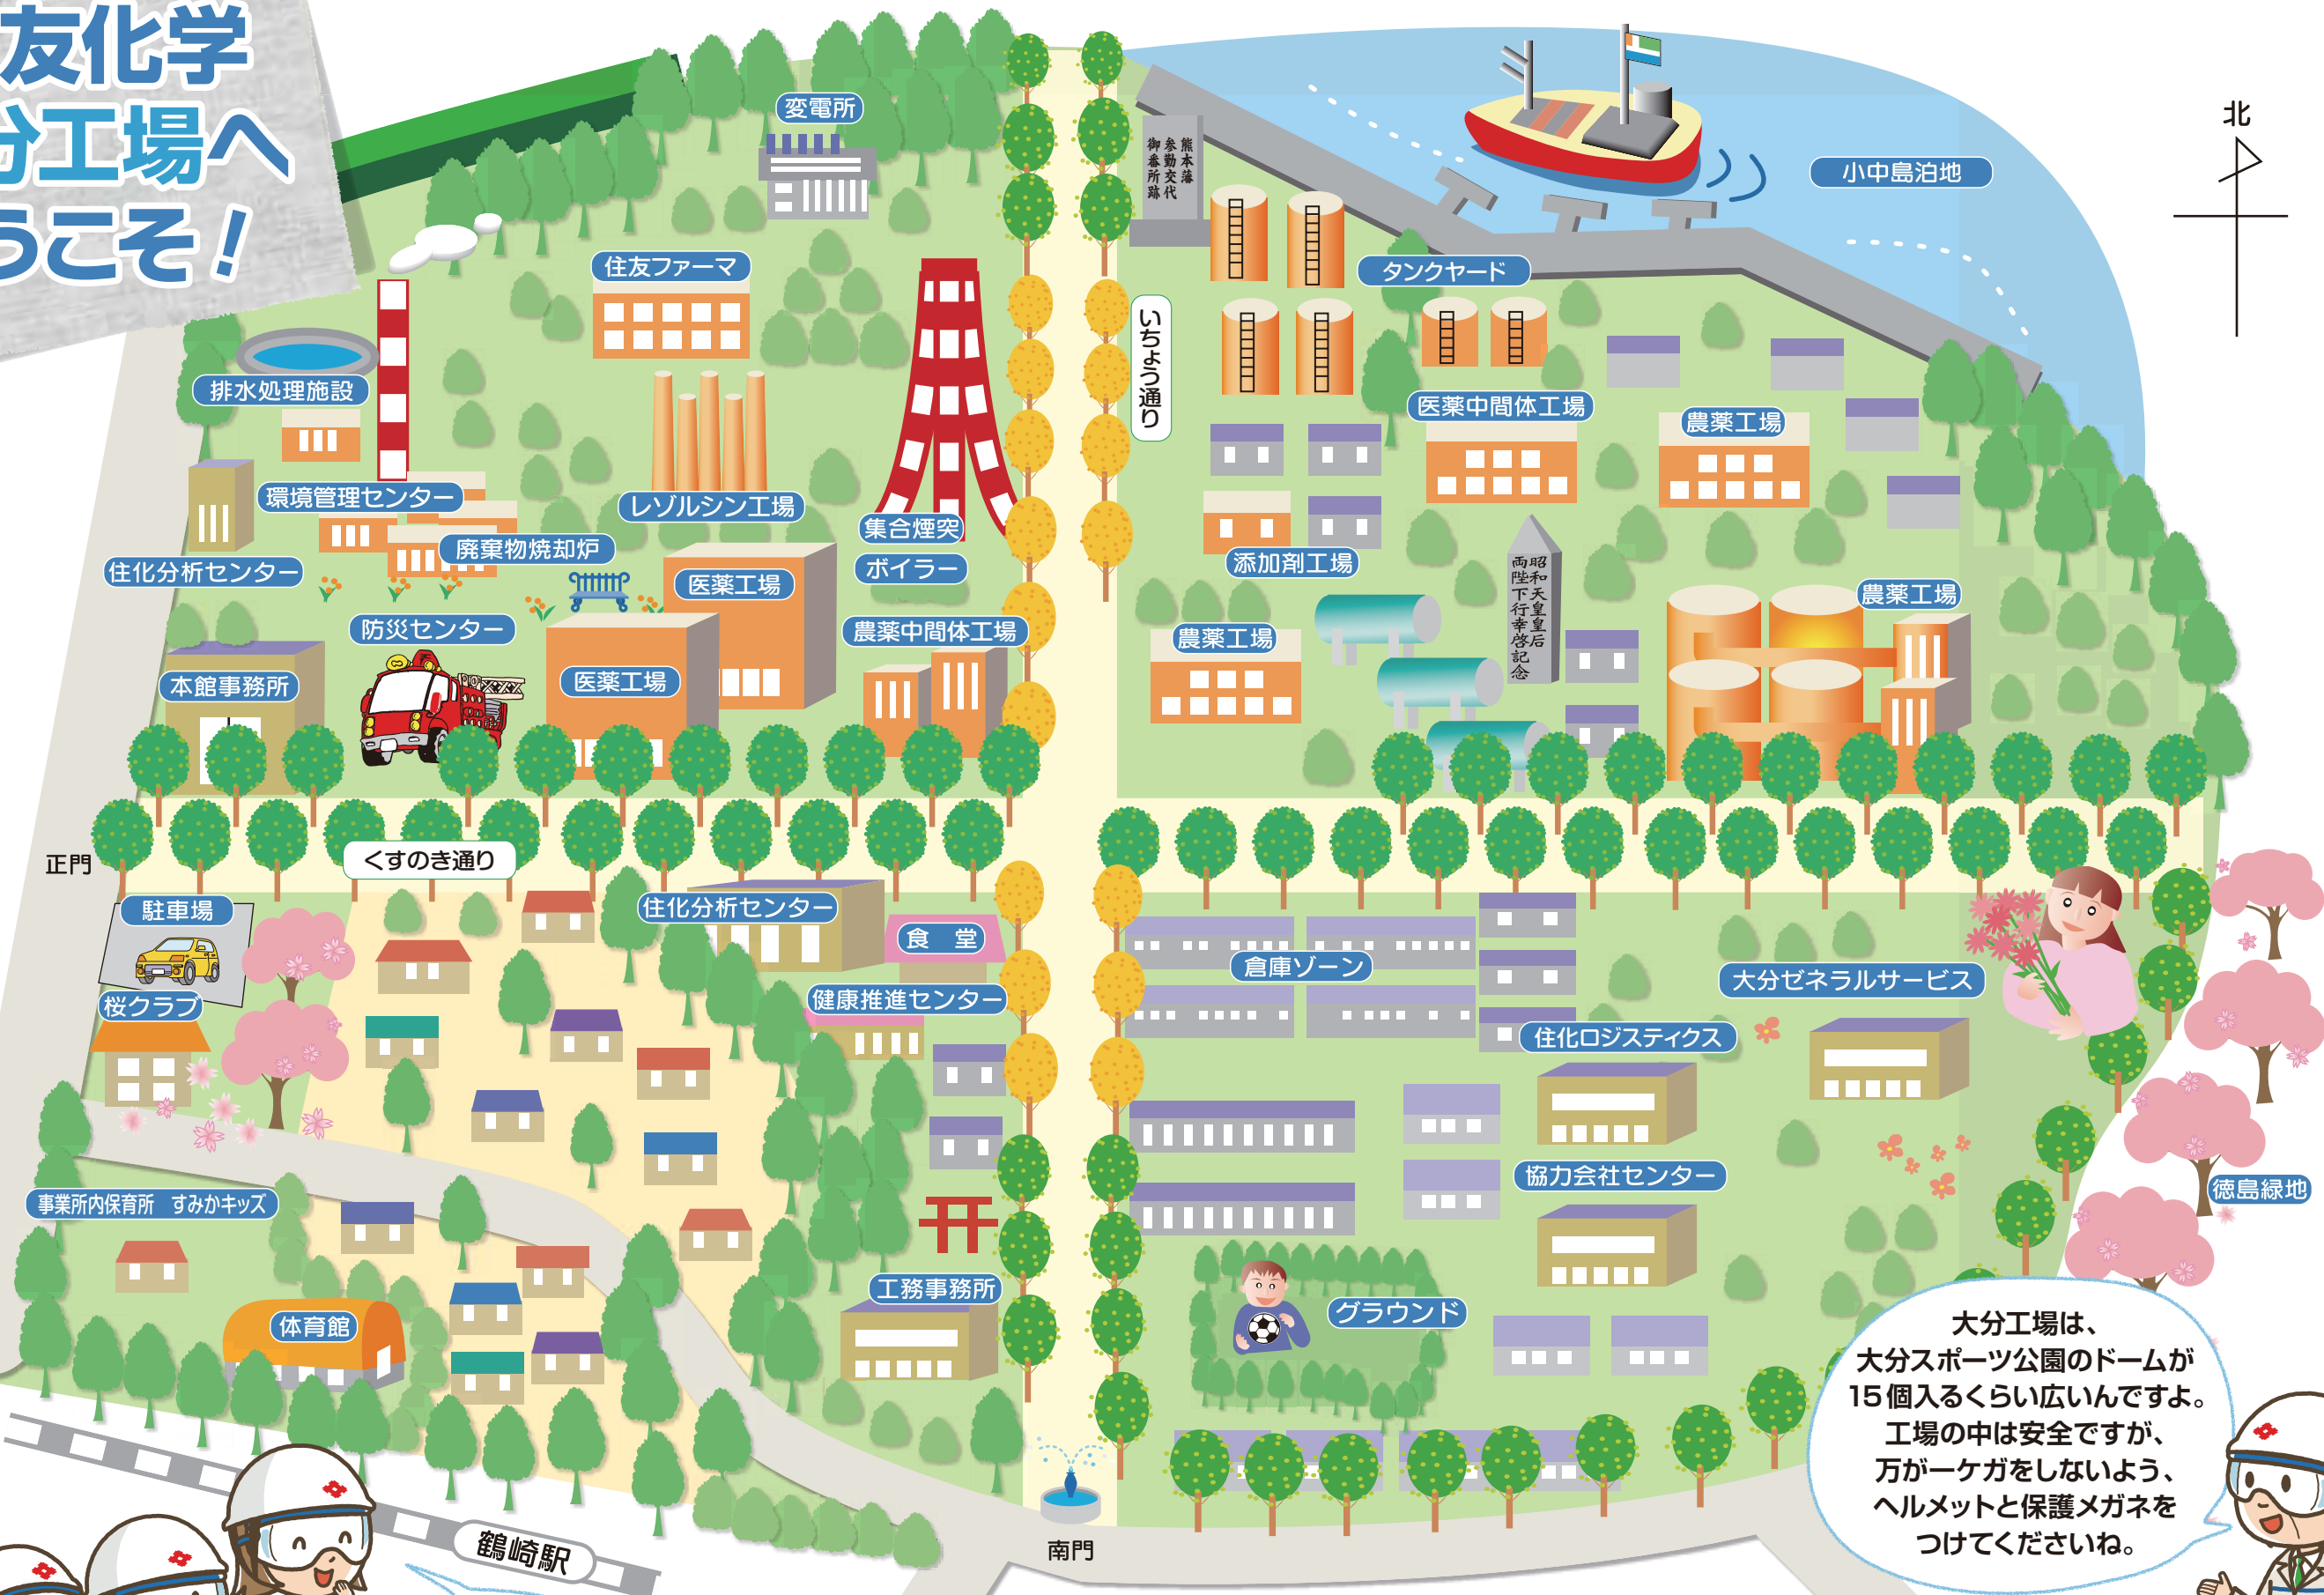 友化学
分工場へ
うこそ！
北
変電所
熊本藩
参勤交代
御番所跡
小中島泊地
住友ファーマ
タンクヤード
いちょう通り
排水処理施設
医薬中間体工場
農薬工場
環境管理センター
レゾルシン工場
集合煙突
廃棄物焼却炉
添加剤工場
住化分析センター
ボイラー
医薬工場
昭和天皇皇后
両陛下行幸啓記念
農薬工場
防災センター
農薬中間体工場
農薬工場
本館事務所
医薬工場
正門
くすのき通り
駐車場
住化分析センター
食　堂
倉庫ゾーン
大分ゼネラルサービス
桜クラブ
健康推進センター
住化ロジスティクス
協力会社センター
徳島緑地
事業所内保育所　すみかキッズ
工務事務所
グラウンド
体育館
大分工場は、
大分スポーツ公園のドームが
15個入るくらい広いんですよ。
工場の中は安全ですが、
万が一ケガをしないよう、
ヘルメットと保護メガネを
つけてくださいね。
鶴崎駅
南門